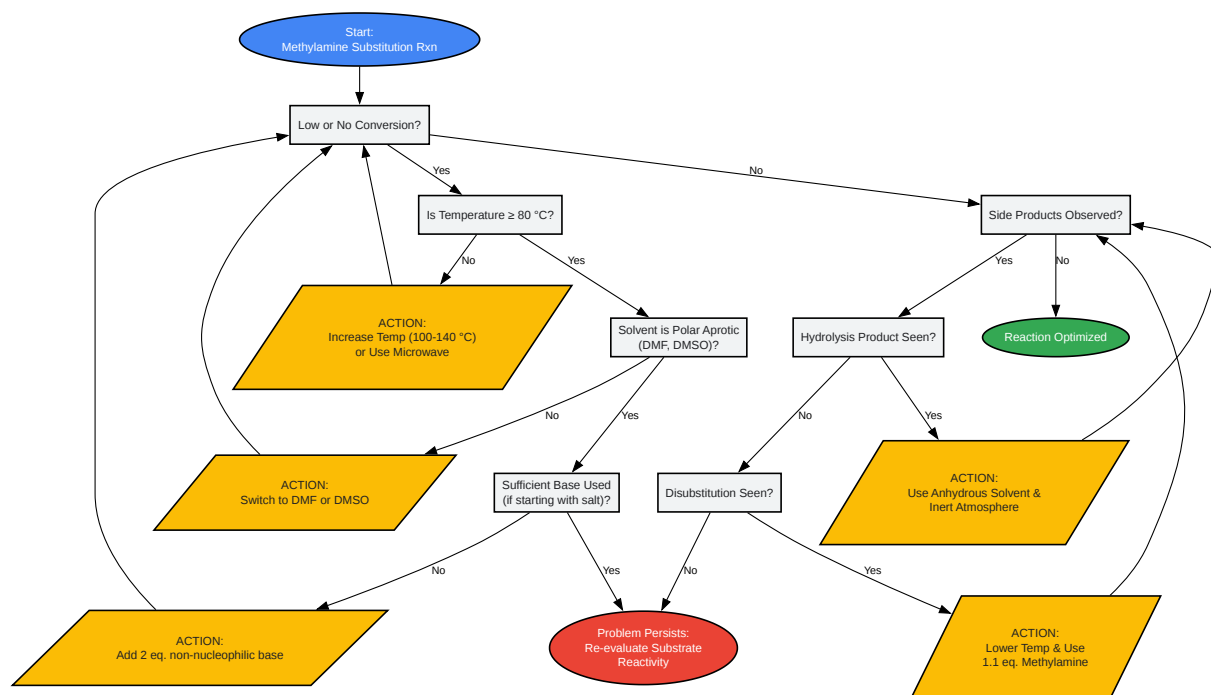 Start:
Methylamine Substitution Rxn
Low or No Conversion?
Yes
No
Is Temperature ≥ 80 °C?
Side Products Observed?
No
Yes
Yes
No
ACTION:
Increase Temp (100-140 °C)
or Use Microwave
Solvent is Polar Aprotic
(DMF, DMSO)?
Hydrolysis Product Seen?
Reaction Optimized
No
Yes
No
Yes
ACTION:
Switch to DMF or DMSO
Sufficient Base Used
(if starting with salt)?
Disubstitution Seen?
ACTION:
Use Anhydrous Solvent &
Inert Atmosphere
No
Yes
No
Yes
ACTION:
Add 2 eq. non-nucleophilic base
Problem Persists:
Re-evaluate Substrate
Reactivity
ACTION:
Lower Temp & Use
1.1 eq. Methylamine